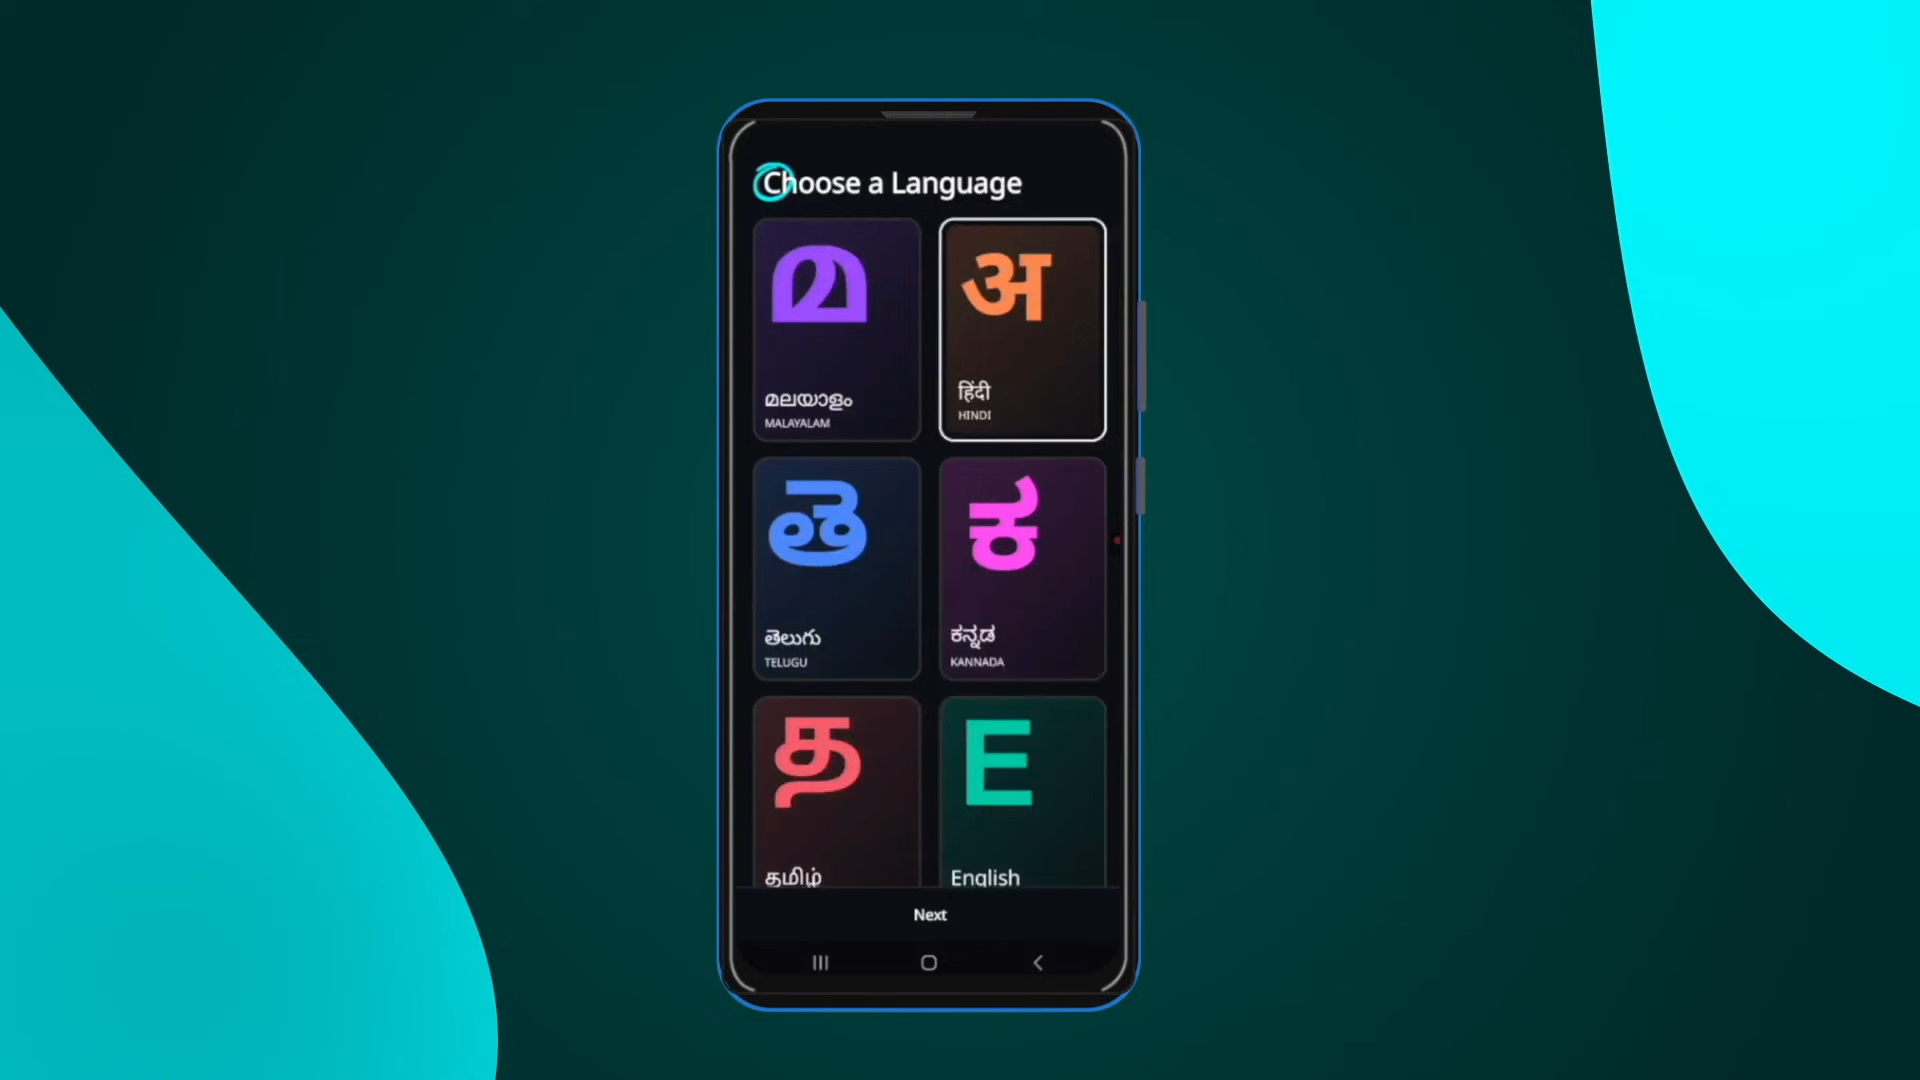 Choose a Language
മ
മലയാളം
MALAYALAM
अ
हिंदी
HINDI
తె
తెలుగు
TELUGU
ಕ
ಕನ್ನಡ
KANNADA
த
தமிழ்
E
English
Next